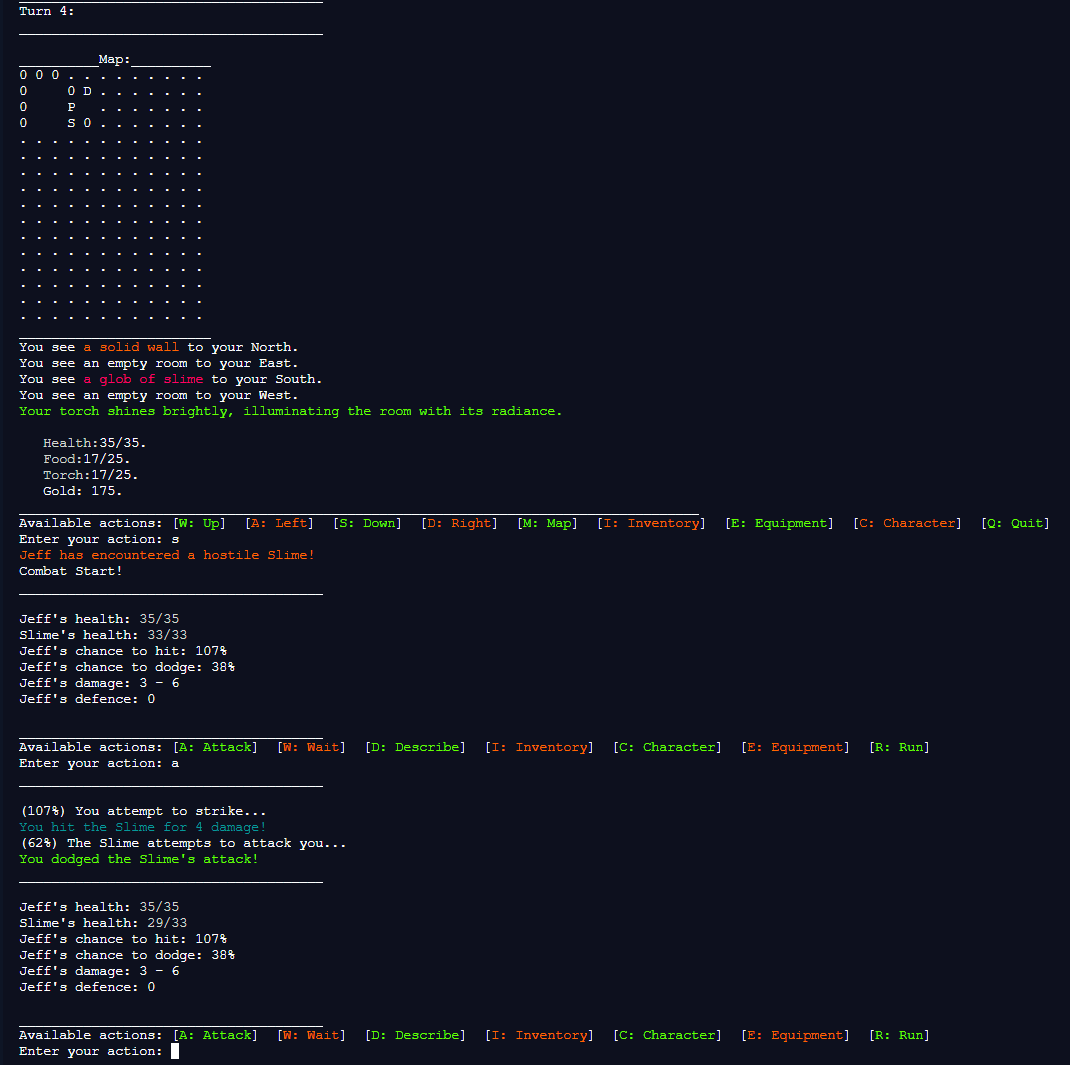 Turn 4:
_________Map:__________
O O O . . . . . . . . .
O     O D . . . . . . .
O     P   . . . . . . .
O     S O . . . . . . .
. . . . . . . . . . . .
. . . . . . . . . . . .
. . . . . . . . . . . .
. . . . . . . . . . . .
. . . . . . . . . . . .
. . . . . . . . . . . .
. . . . . . . . . . . .
. . . . . . . . . . . .
. . . . . . . . . . . .
. . . . . . . . . . . .
. . . . . . . . . . . .
. . . . . . . . . . . .
You see a solid wall to your North.
You see an empty room to your East.
You see a glob of slime to your South.
You see an empty room to your West.
Your torch shines brightly, illuminating the room with its radiance.
Health:35/35.
Food:17/25.
Torch:17/25.
Gold: 175.
Available actions: [W: Up]  [A: Left]  [S: Down]  [D: Right]  [M: Map]  [I: Inventory]  [E: Equipment]  [C: Character]  [Q: Quit]
Enter your action: s
Jeff has encountered a hostile Slime!
Combat Start!
Jeff's health: 35/35
Slime's health: 33/33
Jeff's chance to hit: 107%
Jeff's chance to dodge: 38%
Jeff's damage: 3 - 6
Jeff's defence: 0
Available actions: [A: Attack]  [W: Wait]  [D: Describe]  [I: Inventory]  [C: Character]  [E: Equipment]  [R: Run]
Enter your action: a
(107%) You attempt to strike...
You hit the Slime for 4 damage!
(62%) The Slime attempts to attack you...
You dodged the Slime's attack!
Jeff's health: 35/35
Slime's health: 29/33
Jeff's chance to hit: 107%
Jeff's chance to dodge: 38%
Jeff's damage: 3 - 6
Jeff's defence: 0
Available actions: [A: Attack]  [W: Wait]  [D: Describe]  [I: Inventory]  [C: Character]  [E: Equipment]  [R: Run]
Enter your action: